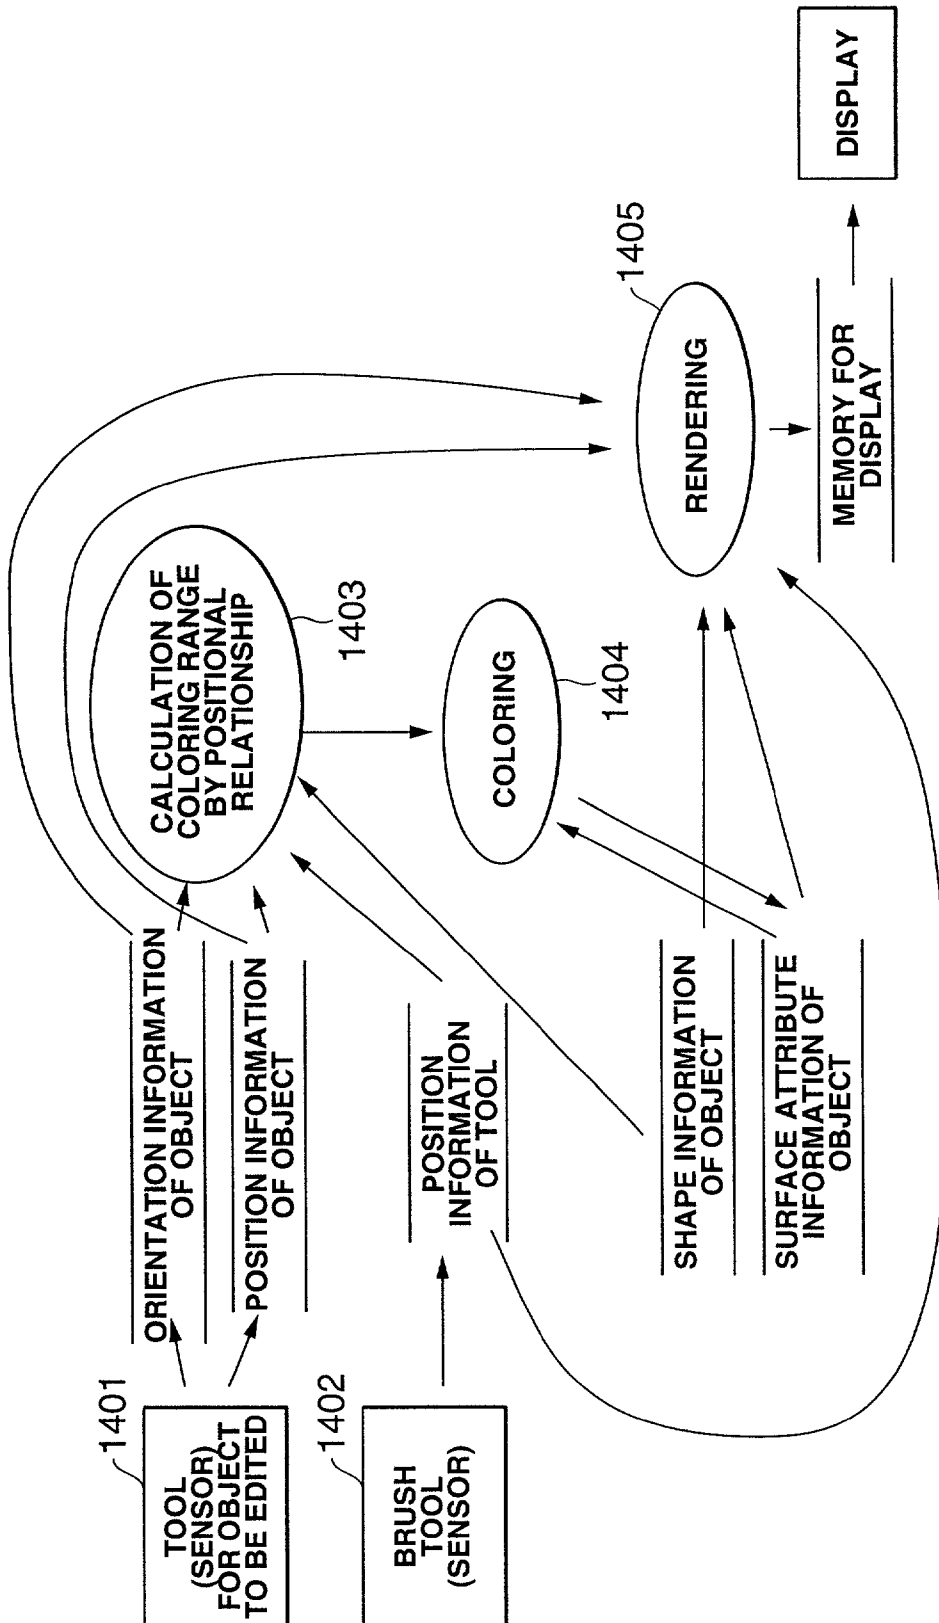 1401
TOOL
(SENSOR)
FOR OBJECT
TO BE EDITED
1402
BRUSH
TOOL
(SENSOR)
ORIENTATION INFORMATION
OF OBJECT
POSITION INFORMATION
OF OBJECT
POSITION
INFORMATION
OF TOOL
SHAPE INFORMATION
OF OBJECT
SURFACE ATTRIBUTE
INFORMATION OF
OBJECT
CALCULATION OF
COLORING RANGE
BY POSITIONAL
RELATIONSHIP
1403
COLORING
1404
1405
RENDERING
MEMORY FOR
DISPLAY
DISPLAY